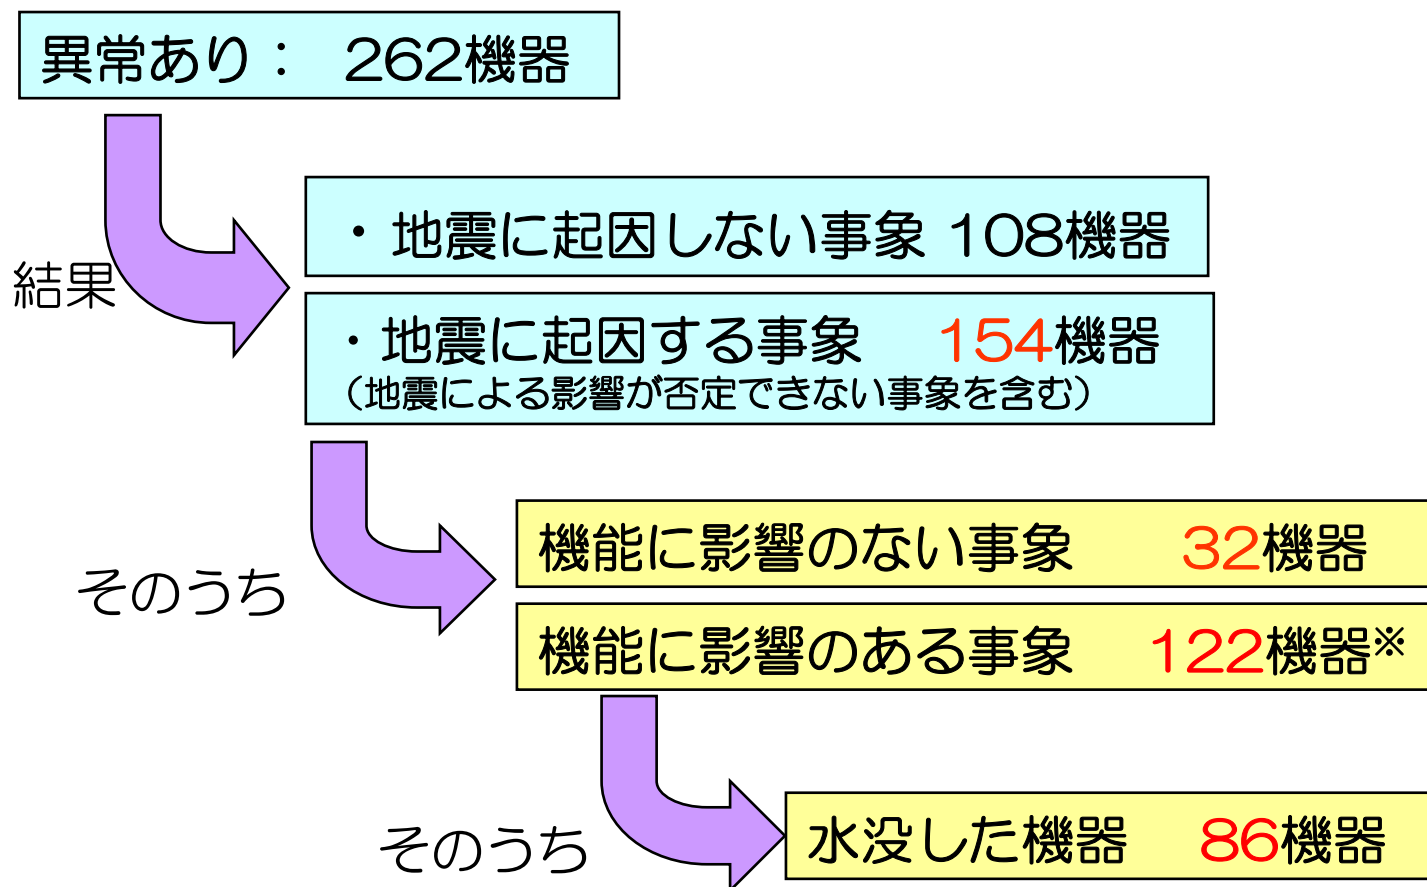 異常あり： 262機器
結果
・地震に起因しない事象 108機器
・地震に起因する事象 154機器
（地震による影響が否定できない事象を含む）
そのうち
機能に影響のない事象 32機器
機能に影響のある事象 122機器※
そのうち
水没した機器 86機器